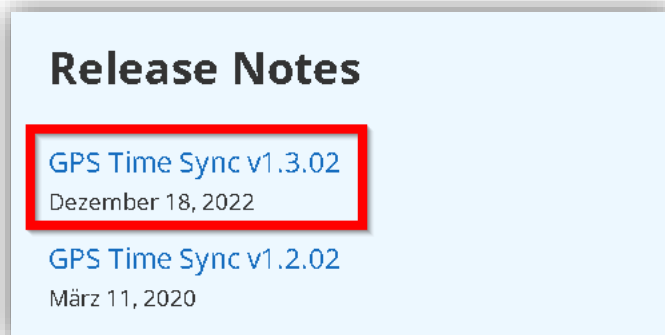 Release Notes
GPS Time Sync v1.3.02
Dezember 18, 2022
GPS Time Sync v1.2.02
März 11, 2020